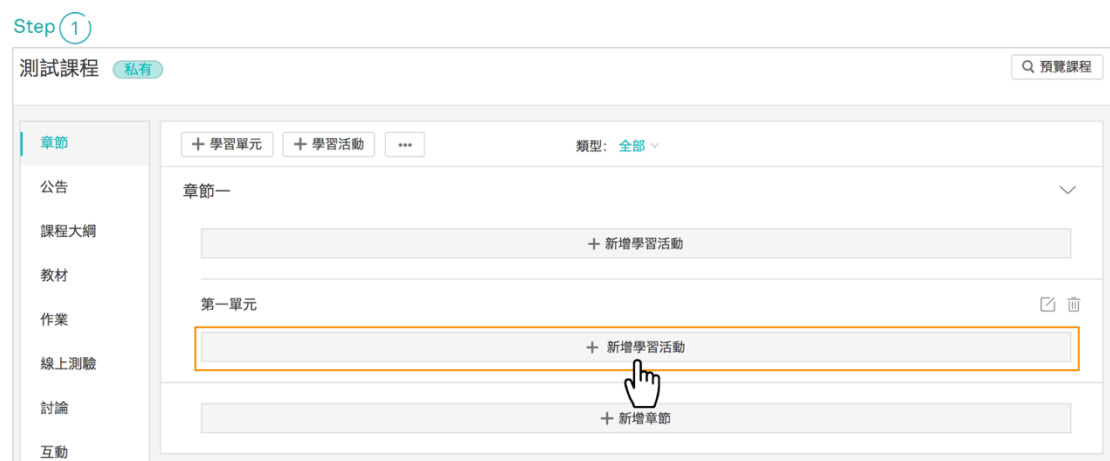 Step 1
測試課程 私有 預覽課程
章節
學習單元 學習活動 ••• 類型: 全部
公告
章節一
課程大綱
新增學習活動
教材
第一單元
作業
新增學習活動
線上測驗
討論
新增章節
互動